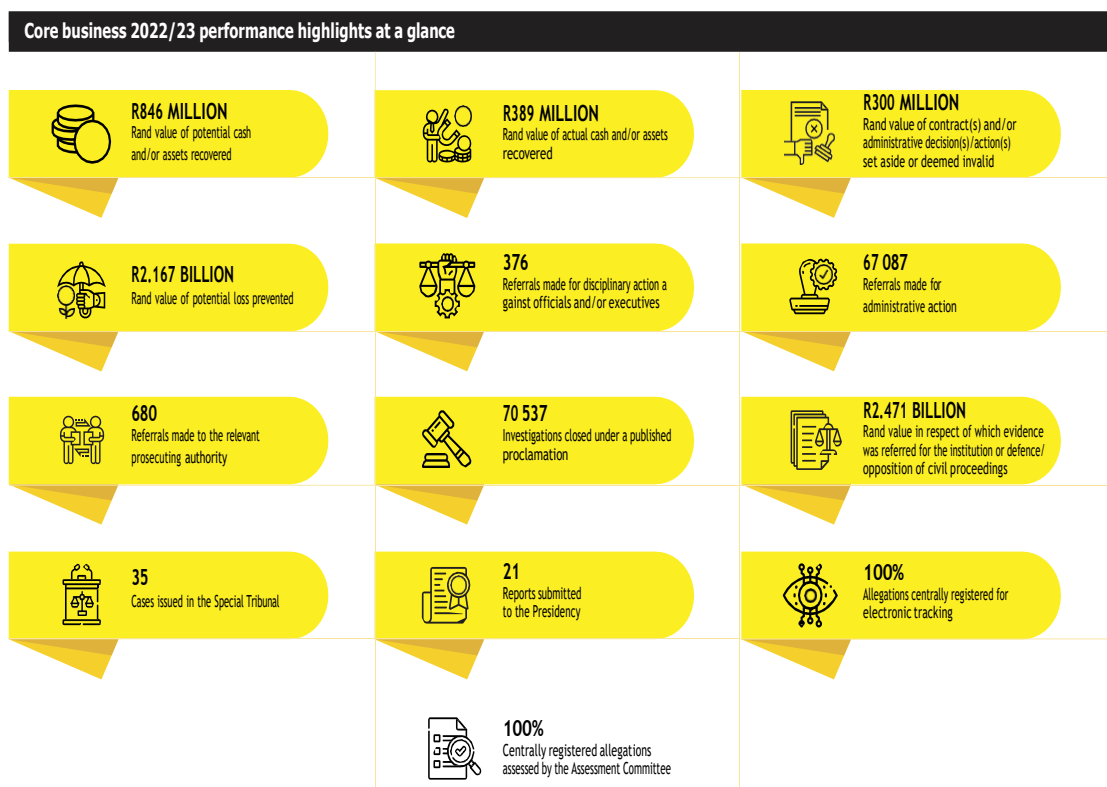 Core business 2022/23 performance highlights at a glance
R846 MILLION
Rand value of potential cash
and/or assets recovered
R389 MILLION
Rand value of actual cash and/or assets
recovered
R300 MILLION
Rand value of contract(s) and/or
administrative decision(s)/action(s)
set aside or deemed invalid
R2,167 BILLION
Rand value of potential loss prevented
376
Referrals made for disciplinary action a
gainst officials and/or executives
67 087
Referrals made for
administrative action
680
Referrals made to the relevant
prosecuting authority
70 537
Investigations closed under a published
proclamation
R2,471 BILLION
Rand value in respect of which evidence
was referred for the institution or defence/
opposition of civil proceedings
35
Cases issued in the Special Tribunal
21
Reports submitted
to the Presidency
100%
Allegations centrally registered for
electronic tracking
100%
Centrally registered allegations
assessed by the Assessment Committee